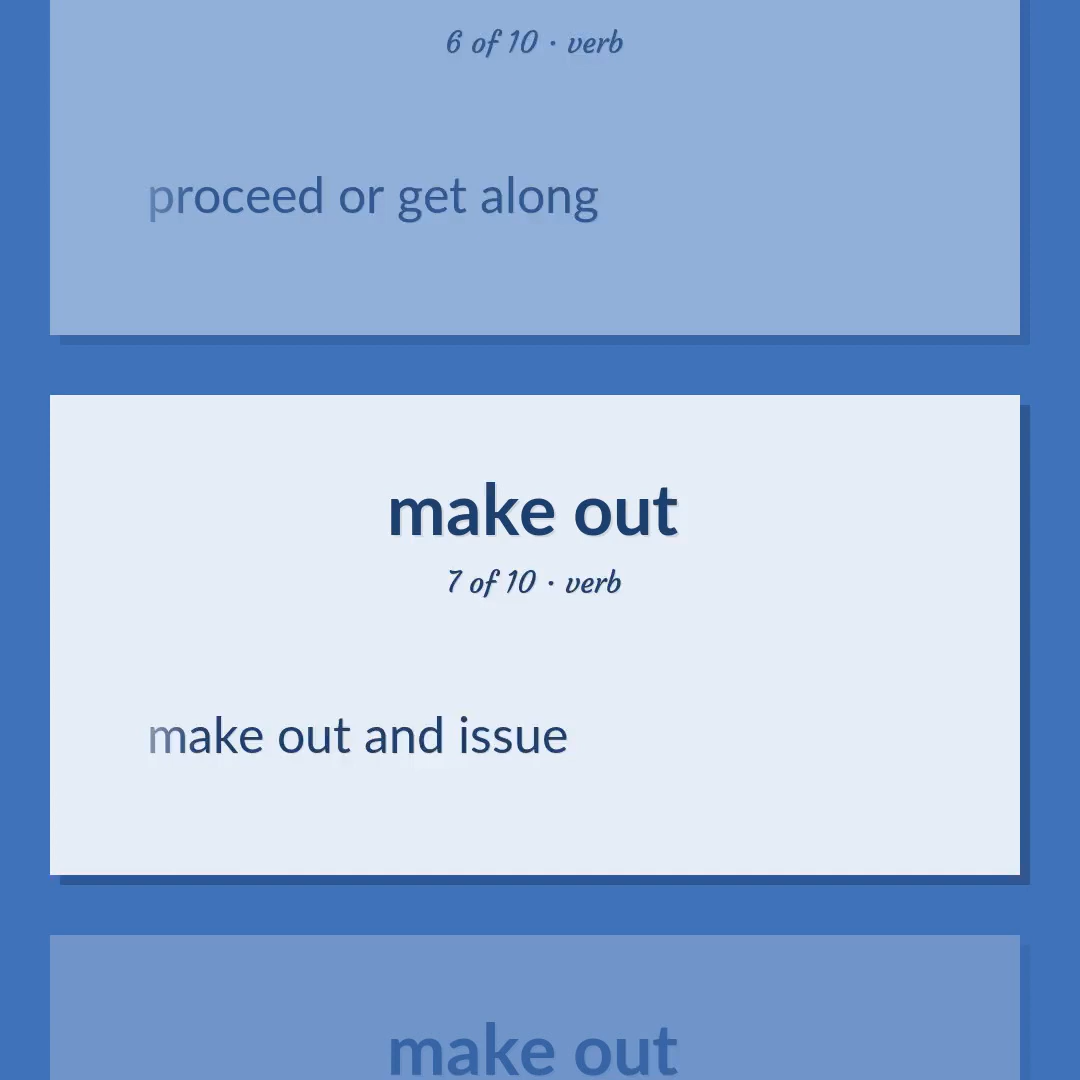 6 of 10 · verb
proceed or get along
make out
7 of 10 · verb
make out and issue
make out